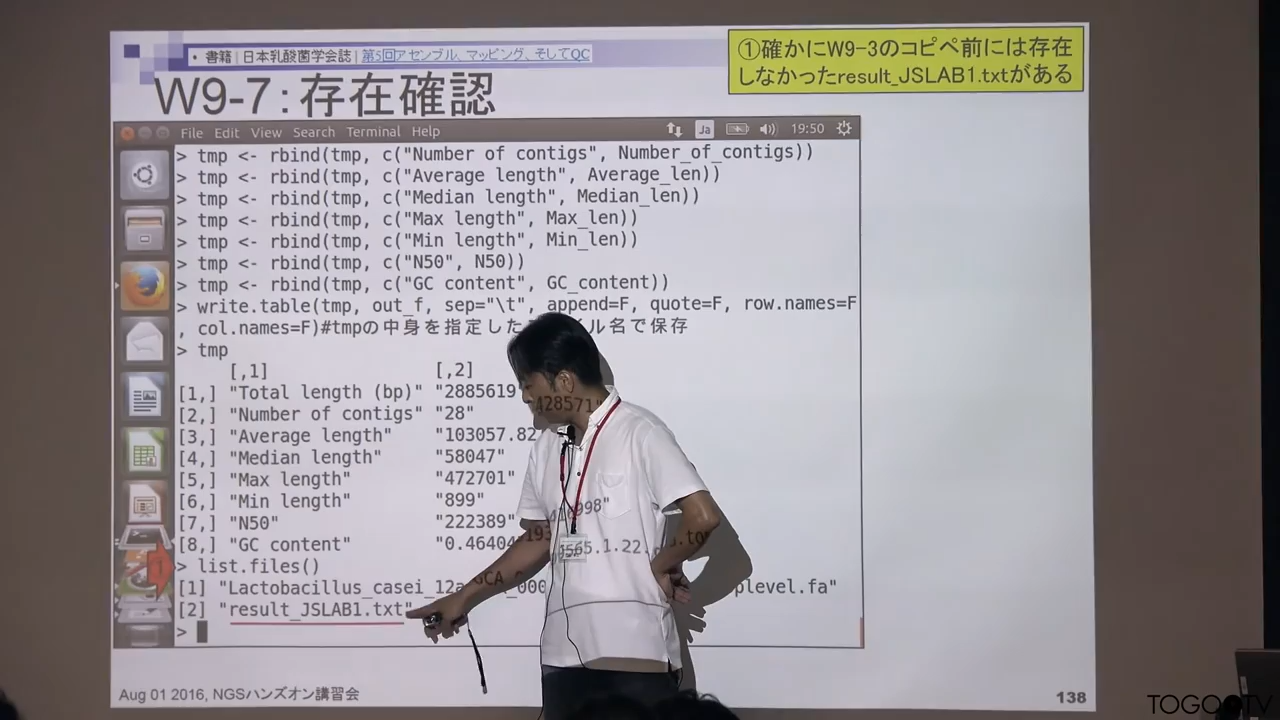 ・書籍 | 日本乳酸菌学会誌 | 第5回アセンブル、マッピング、そしてQC
①確かにW9-3のコピペ前には存在
しなかったresult_JSLAB1.txtがある
W9-7:存在確認
File Edit View Search Terminal Help
Ja 19:50
> tmp <- rbind(tmp, c("Number of contigs", Number_of_contigs))
> tmp <- rbind(tmp, c("Average length", Average_len))
> tmp <- rbind(tmp, c("Median length", Median_len))
> tmp <- rbind(tmp, c("Max length", Max_len))
> tmp <- rbind(tmp, c("Min length", Min_len))
> tmp <- rbind(tmp, c("N50", N50))
> tmp <- rbind(tmp, c("GC content", GC_content))
> write.table(tmp, out_f, sep="\t", append=F, quote=F, row.names=F
, col.names=F)#tmpの中身を指定した イル名で保存
> tmp
[,1] [,2]
[1,] "Total length (bp)" "2885619
[2,] "Number of contigs" "28" 428571"
[3,] "Average length" "103057.82
[4,] "Median length" "58047"
[5,] "Max length" "472701"
[6,] "Min length" "899"
[7,] "N50" "222389"
[8,] "GC content" "0.46404
> list.files()
[1] "Lactobacillus_casei_12a GCA_000 565.1.22. plevel.fa"
[2] "result_JSLAB1.txt"
>
1
Aug 01 2016, NGSハンズオン講習会
138
TOGOTV